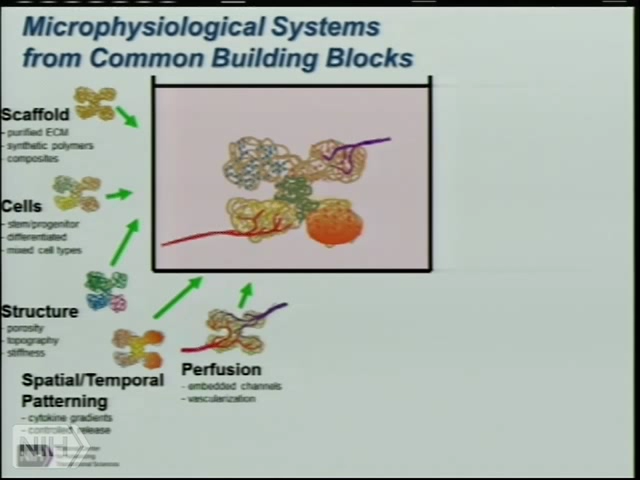 Microphysiological Systems
from Common Building Blocks
Scaffold
- purified ECM
- synthetic polymers
- composites
Cells
- stem/progenitor
- differentiated
- mixed cell types
Structure
- porosity
- topography
- stiffness
Spatial/Temporal
Patterning
- cytokine gradients
- controlled release
Perfusion
- embedded channels
- vascularization
NIH